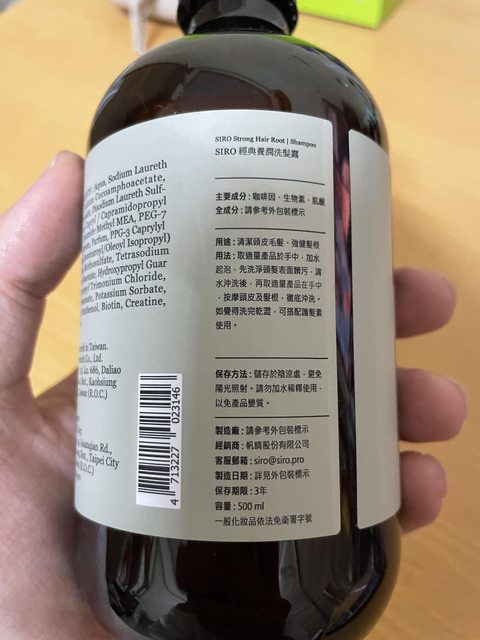 SIRO Strong Hair Root | Shampoo
SIRO 經典養潤洗髮露
主要成分：咖啡因、生物素、肌酸
全成分：請參考外包裝標示
用途：清潔頭皮毛髮、強健髮根
用法：取適量產品於手中，加水
起泡，先洗淨頭髮表面髒污，清
水沖洗後，再取適量產品在手中
，按摩頭皮及髮根，徹底沖洗。
如覺得洗完乾澀，可搭配護髮素
使用。
保存方法：儲存於陰涼處，避免
陽光照射。請勿加水稀釋使用，
以免產品變質。
製造廠：請參考外包裝標示
經銷商：帆晴股份有限公司
客服郵箱：siro@siro.pro
製造日期：詳見外包裝標示
保存期限：3年
容量：500 ml
一般化妝品依法免衛署字號
Aqua, Sodium Laureth
Cocoamphoacetate,
Disodium Laureth Sulf-
/ Capramidopropyl
Methyl MEA, PEG-7
Parfum, PPG-3 Caprylyl
/Oleoyl Isopropyl)
Methosulfate, Tetrasodium
Hydroxypropyl Guar
Trimonium Chloride,
Potassium Sorbate,
Panthenol, Biotin, Creatine,
Taiwan.
Co., Ltd.
Ln. 686, Daliao
Dist., Kaohsiung
Taiwan (R.O.C.)
Guanqian Rd.,
Dist., Taipei City
(R.O.C.)
4 713227 023146